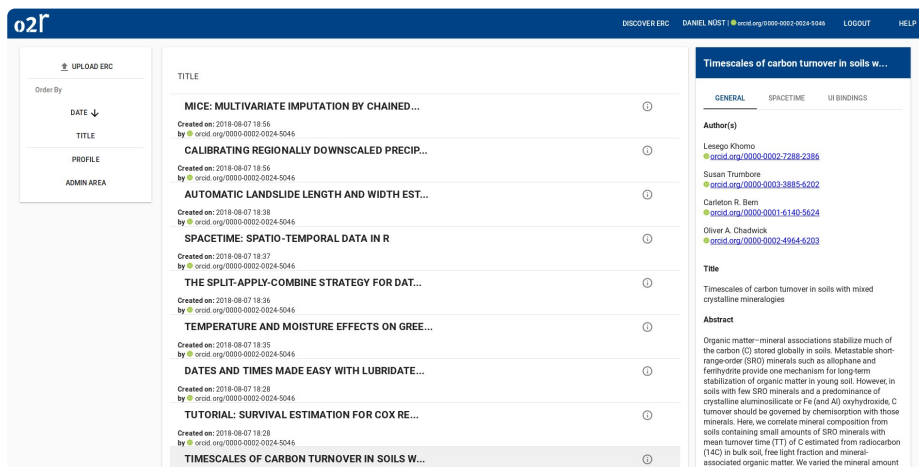 o2r
DISCOVER ERC
DANIEL NÜST | orcid.org/0000-0002-0024-5046
LOGOUT
HELP
UPLOAD ERC
Order By
DATE
TITLE
PROFILE
ADMIN AREA
TITLE
MICE: MULTIVARIATE IMPUTATION BY CHAINED...
Created on: 2018-08-07 18:56
by orcid.org/0000-0002-0024-5046
CALIBRATING REGIONALLY DOWNSCALED PRECIP...
Created on: 2018-08-07 18:56
by orcid.org/0000-0002-0024-5046
AUTOMATIC LANDSLIDE LENGTH AND WIDTH EST...
Created on: 2018-08-07 18:38
by orcid.org/0000-0002-0024-5046
SPACETIME: SPATIO-TEMPORAL DATA IN R
Created on: 2018-08-07 18:37
by orcid.org/0000-0002-0024-5046
THE SPLIT-APPLY-COMBINE STRATEGY FOR DAT...
Created on: 2018-08-07 18:36
by orcid.org/0000-0002-0024-5046
TEMPERATURE AND MOISTURE EFFECTS ON GREE...
Created on: 2018-08-07 18:35
by orcid.org/0000-0002-0024-5046
DATES AND TIMES MADE EASY WITH LUBRIDATE...
Created on: 2018-08-07 18:28
by orcid.org/0000-0002-0024-5046
TUTORIAL: SURVIVAL ESTIMATION FOR COX RE...
Created on: 2018-08-07 18:28
by orcid.org/0000-0002-0024-5046
TIMESCALES OF CARBON TURNOVER IN SOILS W...
Timescales of carbon turnover in soils w...
GENERAL
SPACETIME
UI BINDINGS
Author(s)
Lesego Khomo
orcid.org/0000-0002-7288-2386
Susan Trumbore
orcid.org/0000-0003-3885-6202
Carleton R. Bern
orcid.org/0000-0001-6140-5624
Oliver A. Chadwick
orcid.org/0000-0002-4964-6203
Title
Timescales of carbon turnover in soils with mixed
crystalline mineralogies
Abstract
Organic matter–mineral associations stabilize much of
the carbon (C) stored globally in soils. Metastable short-
range-order (SRO) minerals such as allophane and
ferrihydrite provide one mechanism for long-term
stabilization of organic matter in young soil. However, in
soils with few SRO minerals and a predominance of
crystalline aluminosilicate or Fe (and Al) oxyhydroxide, C
turnover should be governed by chemisorption with those
minerals. Here, we correlate mineral composition from
soils containing small amounts of SRO minerals with
mean turnover time (TT) of C estimated from radiocarbon
(14C) in bulk soil, free light fraction and mineral-
associated organic matter. We varied the mineral amount